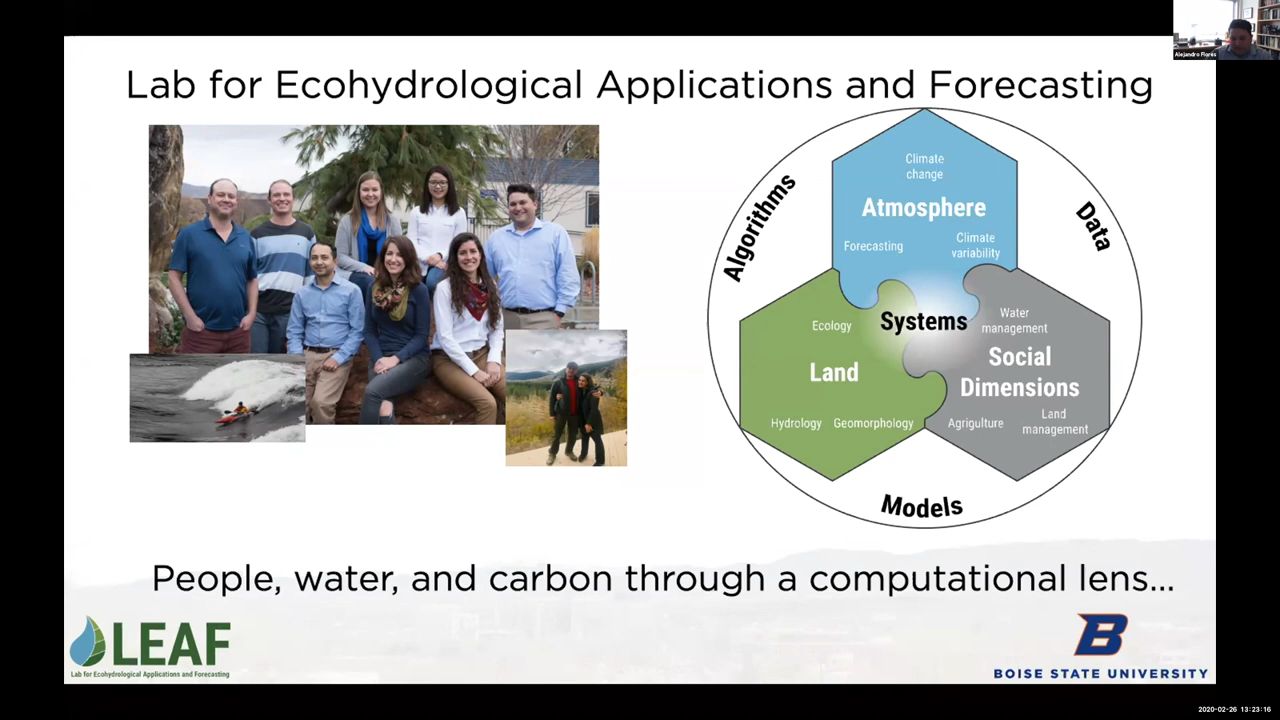 Alejandro Flores
Lab for Ecohydrological Applications and Forecasting
Algorithms
Data
Models
Climate
change
Atmosphere
Forecasting
Climate
variability
Systems
Ecology
Land
Hydrology
Geomorphology
Water
management
Social
Dimensions
Agrigulture
Land
management
People, water, and carbon through a computational lens...
LEAF
Lab for Ecohydrological Applications and Forecasting
B
BOISE STATE UNIVERSITY
2020-02-26 13:23:16